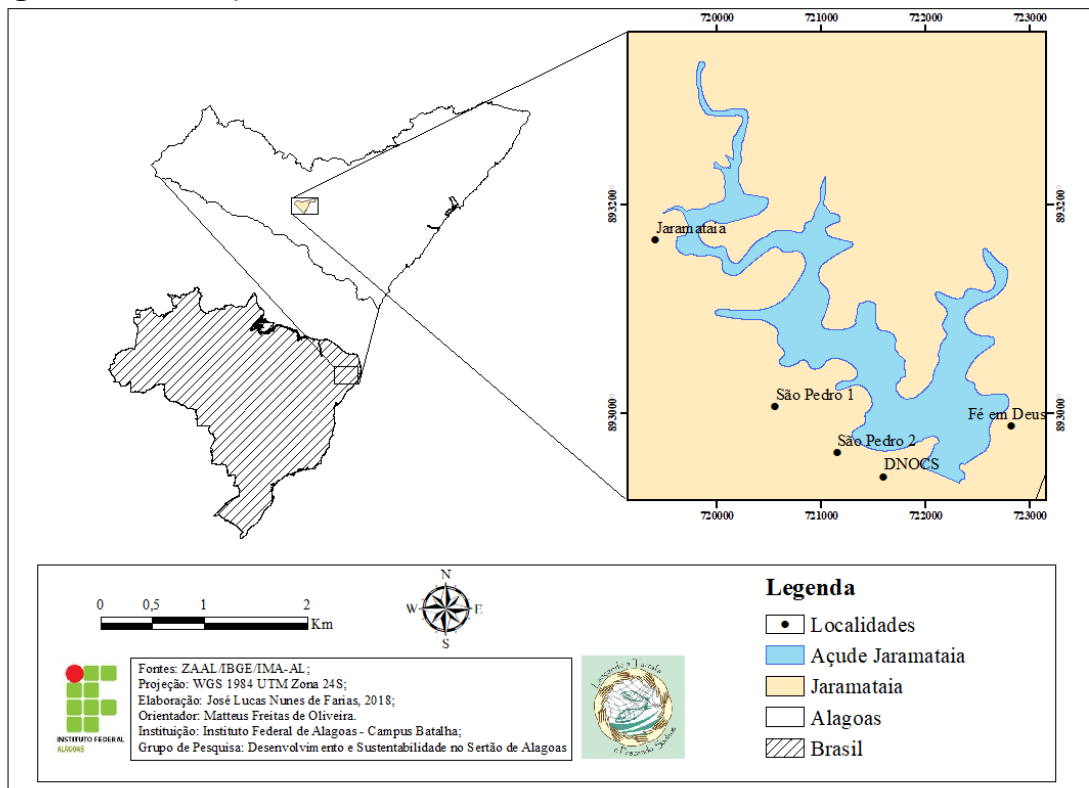 720000 721000 722000 723000
893200 893200
Jaramataia
São Pedro 1
893000 893000
Fé em Deus
São Pedro 2
DNOCS
720000 721000 722000 723000
0 0,5 1 2
Km
N
W E
S
Legenda
Localidades
Açude Jaramataia
Jaramataia
Alagoas
Brasil
INSTITUTO FEDERAL
ALAGOAS
Fontes: ZAAL/IBGE/IMA-AL;
Projeção: WGS 1984 UTM Zona 24S;
Elaboração: José Lucas Nunes de Farias, 2018;
Orientador: Matteus Freitas de Oliveira.
Instituição: Instituto Federal de Alagoas - Campus Batalha;
Grupo de Pesquisa: Desenvolvimento e Sustentabilidade no Sertão de Alagoas